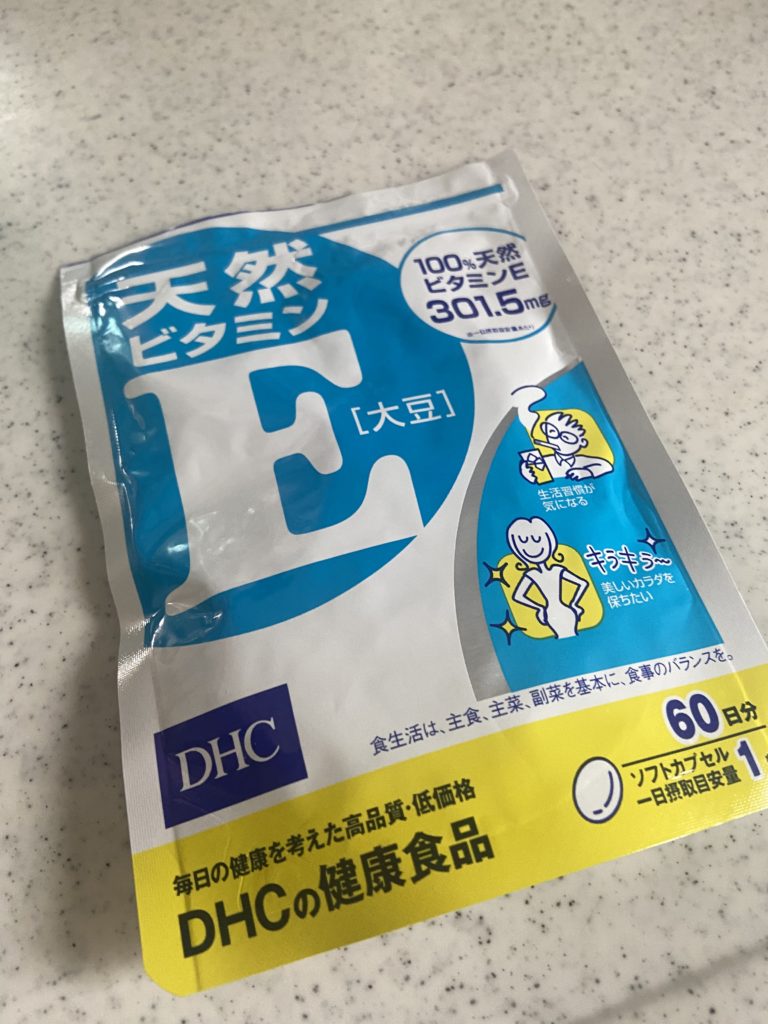 天然
ビタミン
E
[大豆]
100%天然
ビタミンE
301.5mg
生活習慣が
気になる
キラキラ〜
美しいカラダを
保ちたい
食生活は、主食、主菜、副菜を基本に、食事のバランスを。
DHC
60日分
ソフトカプセル
一日摂取目安量 1
毎日の健康を考えた高品質・低価格
DHCの健康食品